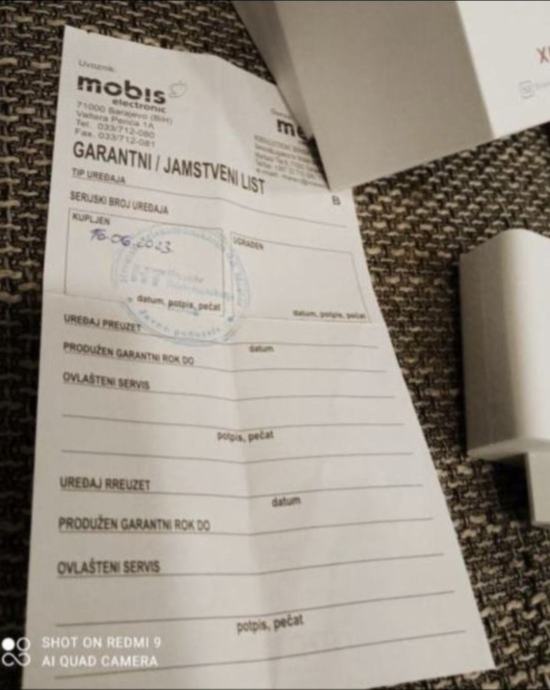 Uvoznik:
mobis
electronic
71000 Sarajevo (BiH)
Valtera Perića 1A
Tel. 033/712-080
Fax. 033/712-081
GARANTNI / JAMSTVENI LIST
B
TIP UREĐAJA
SERIJSKI BROJ UREĐAJA
KUPLJEN
UGRAĐEN
16.06.2023.
datum, potpis, pečat
datum, potpis, pečat
UREĐAJ PREUZET
datum
PRODUŽEN GARANTNI ROK DO
OVLAŠTENI SERVIS
potpis, pečat
UREĐAJ RREUZET
datum
PRODUŽEN GARANTNI ROK DO
OVLAŠTENI SERVIS
potpis, pečat
SHOT ON REDMI 9
AI QUAD CAMERA